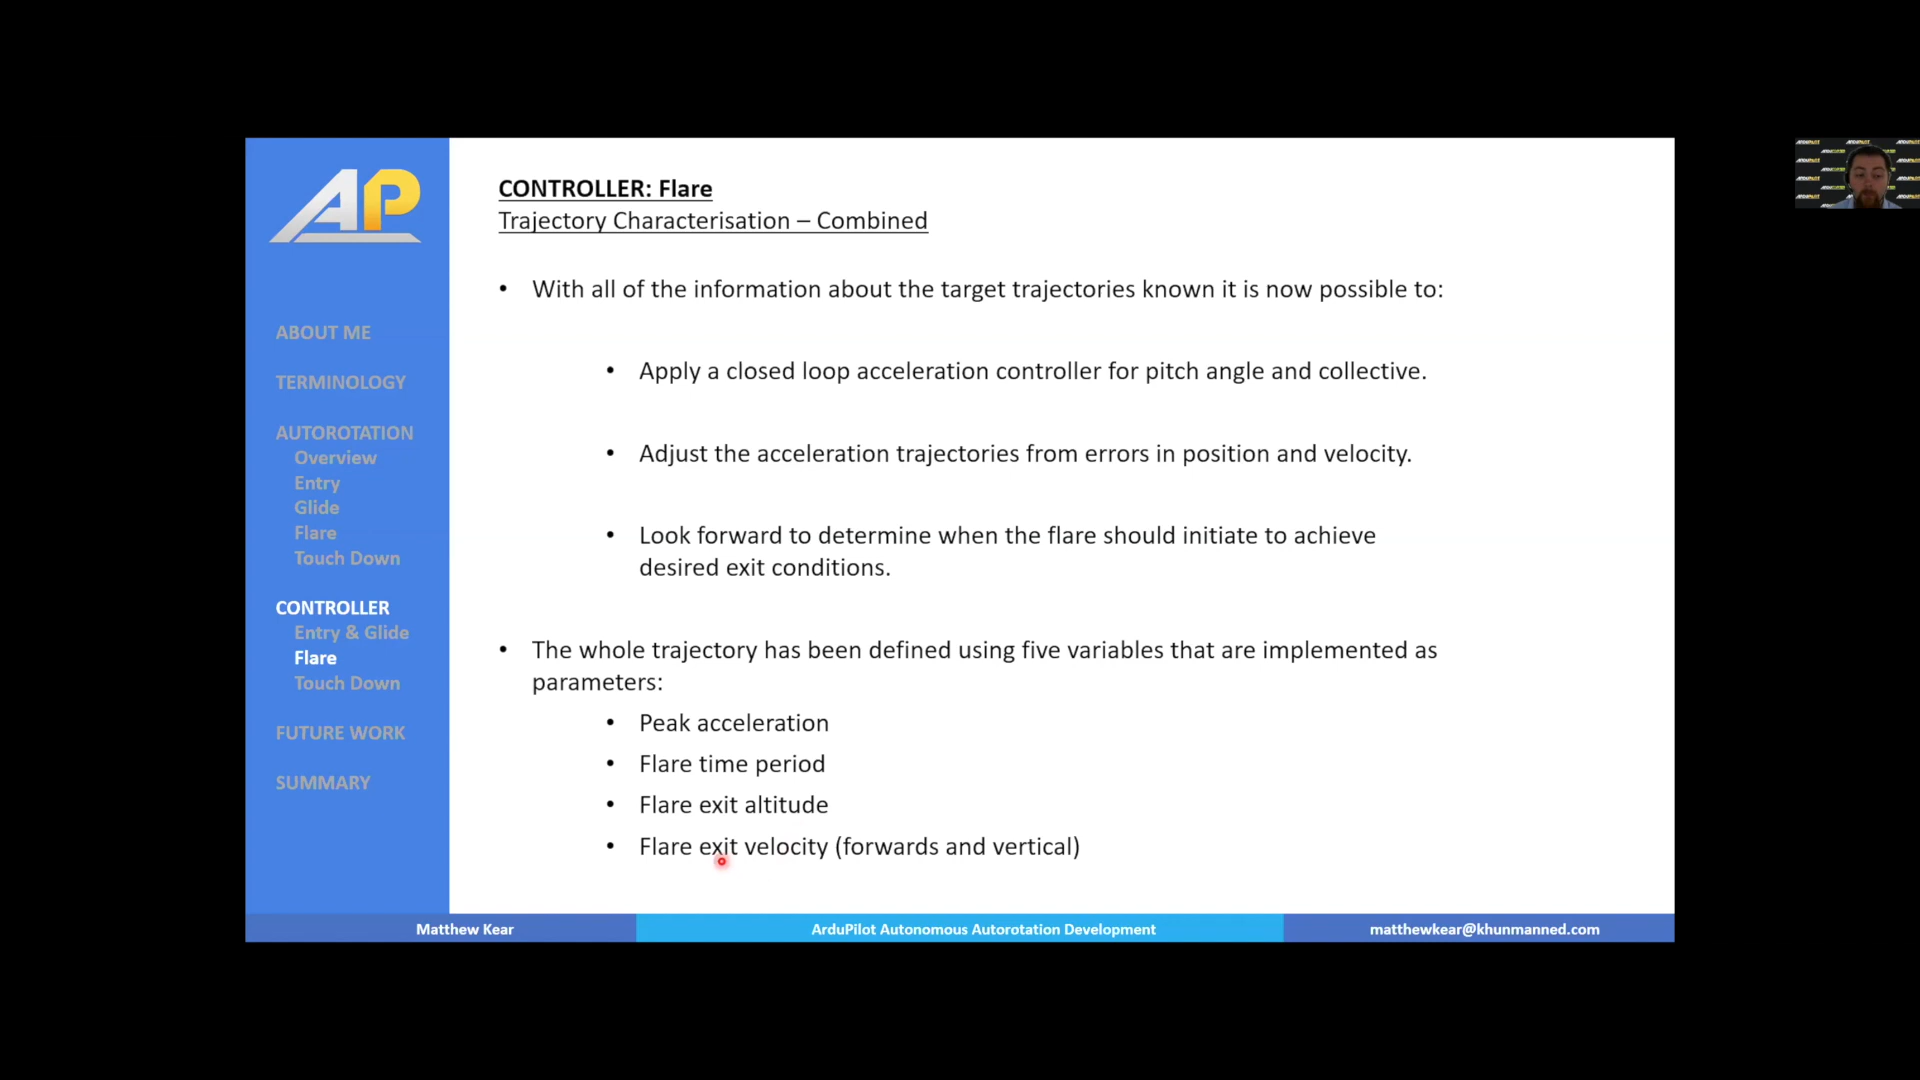 AP
CONTROLLER: Flare
Trajectory Characterisation – Combined
• With all of the information about the target trajectories known it is now possible to:
• Apply a closed loop acceleration controller for pitch angle and collective.
• Adjust the acceleration trajectories from errors in position and velocity.
• Look forward to determine when the flare should initiate to achieve
desired exit conditions.
• The whole trajectory has been defined using five variables that are implemented as
parameters:
• Peak acceleration
• Flare time period
• Flare exit altitude
• Flare exit velocity (forwards and vertical)
ABOUT ME
TERMINOLOGY
AUTOROTATION
Overview
Entry
Glide
Flare
Touch Down
CONTROLLER
Entry & Glide
Flare
Touch Down
FUTURE WORK
SUMMARY
Matthew Kear
ArduPilot Autonomous Autorotation Development
matthewkear@khunmanned.com